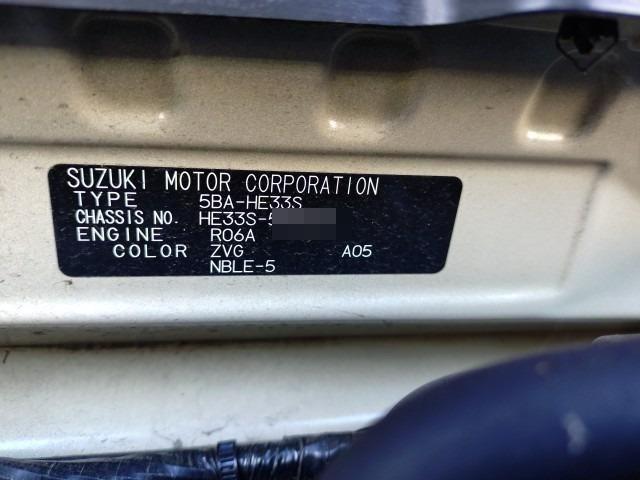 SUZUKI MOTOR CORPORATION
TYPE 5BA-HE33S
CHASSIS NO. HE33S-5
ENGINE R06A
COLOR ZVG A05
NBLE-5